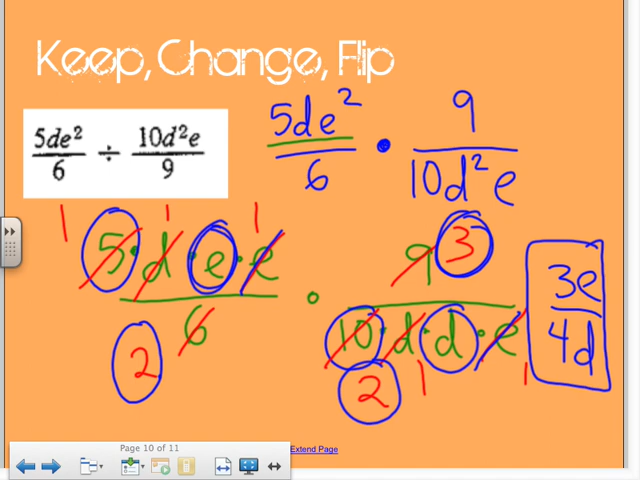 Keep, Change, Flip
5de² / 6 ÷ 10d²e / 9
5de² / 6 • 9 / 10d²e
1 1 1
5 • d • e • e / 6 • 9 / 10 • d • d • e
3
2 2 1 1
3e / 4d
Page 10 of 11
Extend Page